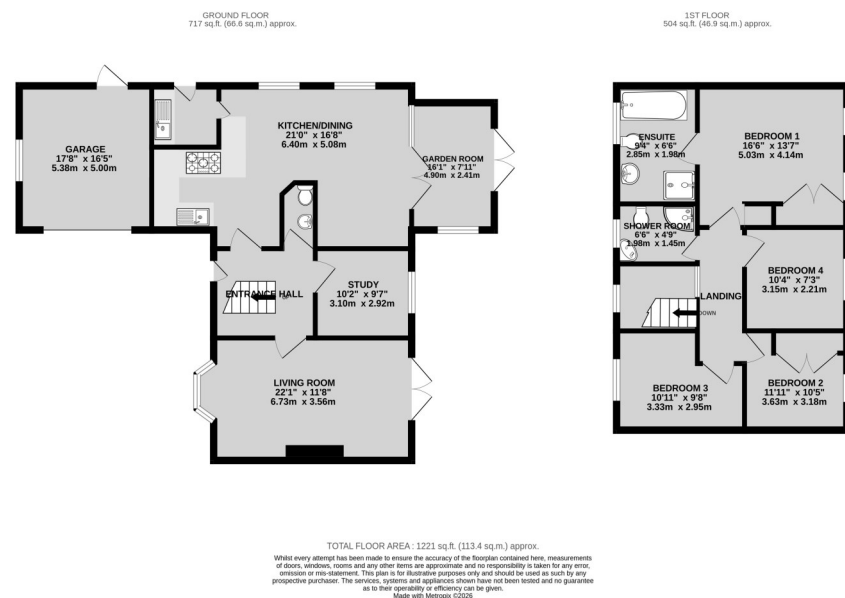 GROUND FLOOR
717 sq.ft. (66.6 sq.m.) approx.
1ST FLOOR
504 sq.ft. (46.9 sq.m.) approx.
GARAGE
17'8" x 16'5"
5.38m x 5.00m
KITCHEN/DINING
21'0" x 16'8"
6.40m x 5.08m
GARDEN ROOM
16'1" x 7'11"
4.90m x 2.41m
ENTRANCE HALL
UP
STUDY
10'2" x 9'7"
3.10m x 2.92m
LIVING ROOM
22'1" x 11'8"
6.73m x 3.56m
ENSUITE
9'4" x 6'6"
2.85m x 1.98m
BEDROOM 1
16'6" x 13'7"
5.03m x 4.14m
SHOWER ROOM
6'6" x 4'9"
1.98m x 1.45m
BEDROOM 4
10'4" x 7'3"
3.15m x 2.21m
LANDING
DOWN
BEDROOM 3
10'11" x 9'8"
3.33m x 2.95m
BEDROOM 2
11'11" x 10'5"
3.63m x 3.18m
TOTAL FLOOR AREA : 1221 sq.ft. (113.4 sq.m.) approx.
Whilst every attempt has been made to ensure the accuracy of the floorplan contained here, measurements
of doors, windows, rooms and any other items are approximate and no responsibility is taken for any error,
omission or mis-statement. This plan is for illustrative purposes only and should be used as such by any
prospective purchaser. The services, systems and appliances shown have not been tested and no guarantee
as to their operability or efficiency can be given.
Made with Metropix ©2026